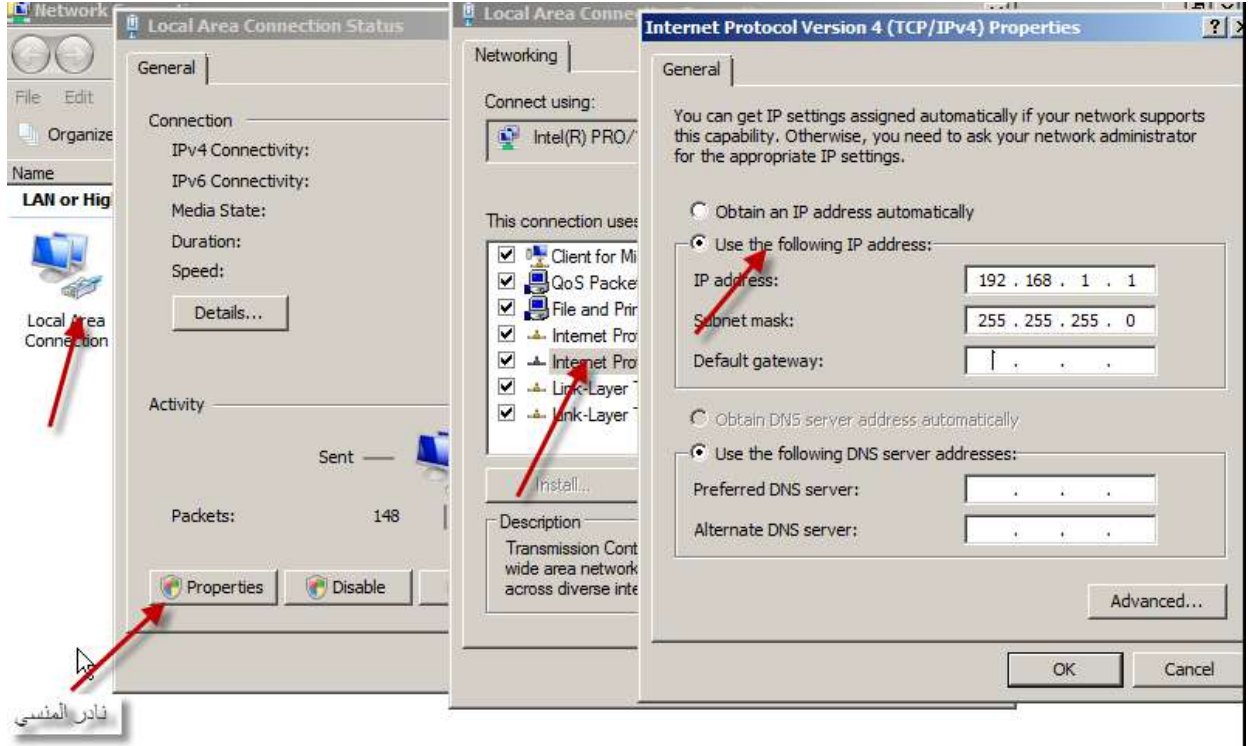 Network
File Edit
Organize
Name
LAN or Hig
Local Area
Connection
Local Area Connection Status
General
Connection
IPv4 Connectivity:
IPv6 Connectivity:
Media State:
Duration:
Speed:
Details...
Activity
Sent
Packets: 148
Properties
Disable
نادر المنسي
Local Area Conne
Networking
Connect using:
Intel(R) PRO/
This connection uses
Client for Mi
QoS Packe
File and Prin
Internet Pro
Internet Pro
Link-Layer T
Link-Layer T
Install...
Description
Transmission Cont
wide area network
across diverse inte
Internet Protocol Version 4 (TCP/IPv4) Properties
General
You can get IP settings assigned automatically if your network supports
this capability. Otherwise, you need to ask your network administrator
for the appropriate IP settings.
Obtain an IP address automatically
Use the following IP address:
IP address: 192 . 168 . 1 . 1
Subnet mask: 255 . 255 . 255 . 0
Default gateway: . . .
Obtain DNS server address automatically
Use the following DNS server addresses:
Preferred DNS server: . . .
Alternate DNS server: . . .
Advanced...
OK Cancel